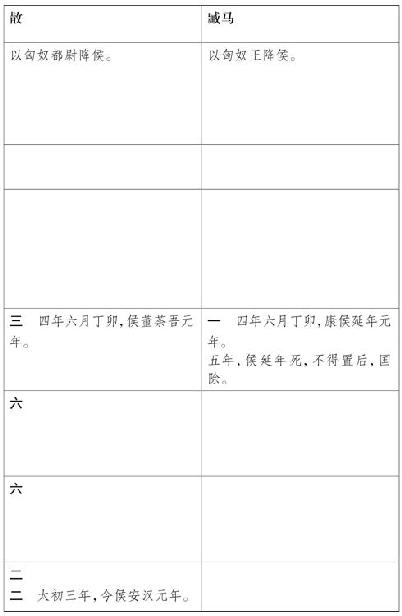 散 臧马
以匈奴都尉降侯。 以匈奴王降侯。
三 四年六月丁卯，侯董荼吾元
年。
一 四年六月丁卯，康侯延年元
年。
五年，侯延年死，不得置后，国
除。
六
六
二
二 太初三年，今侯安汉元年。